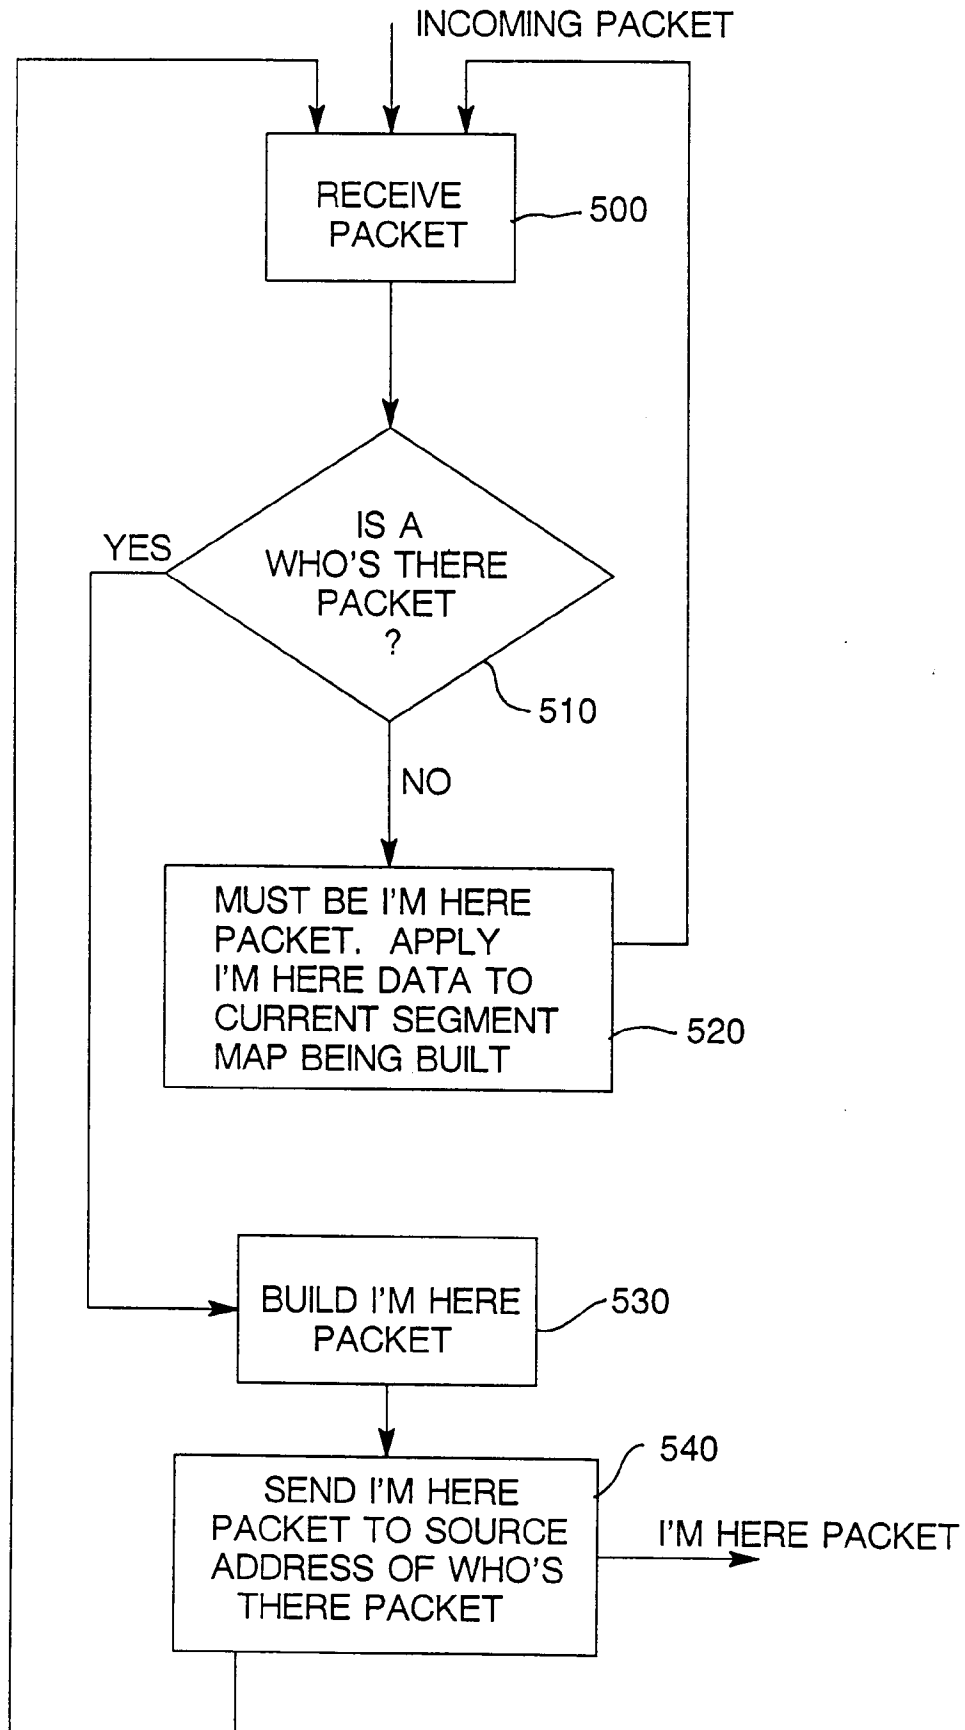 INCOMING PACKET
RECEIVE
PACKET
500
IS A
WHO'S THERE
PACKET
?
YES
510
NO
MUST BE I'M HERE
PACKET. APPLY
I'M HERE DATA TO
CURRENT SEGMENT
MAP BEING BUILT
520
BUILD I'M HERE
PACKET
530
540
SEND I'M HERE
PACKET TO SOURCE
ADDRESS OF WHO'S
THERE PACKET
I'M HERE PACKET